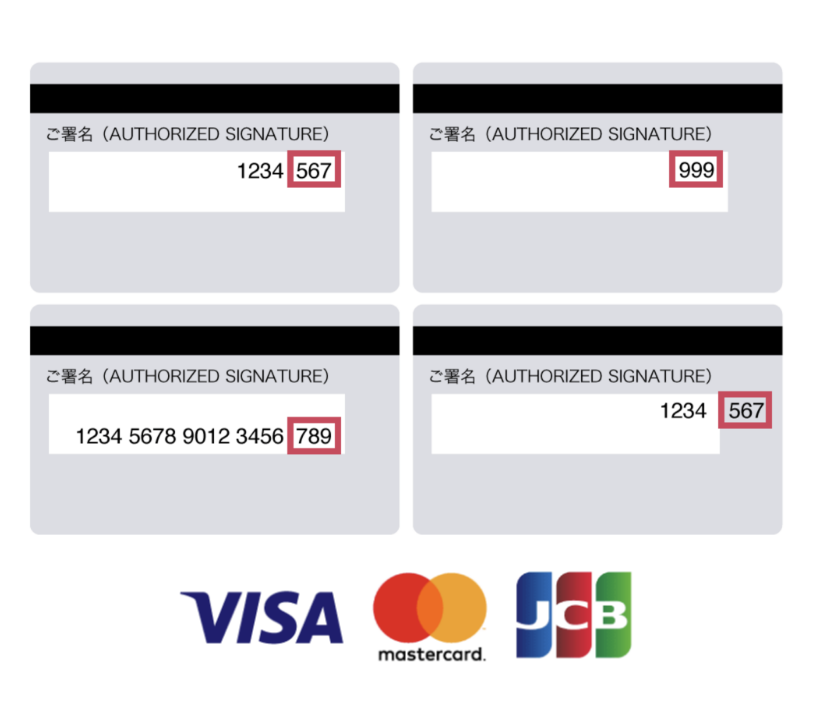 ご署名（AUTHORIZED SIGNATURE）
1234 567
ご署名（AUTHORIZED SIGNATURE）
999
ご署名（AUTHORIZED SIGNATURE）
1234 5678 9012 3456 789
ご署名（AUTHORIZED SIGNATURE）
1234 567
VISA
mastercard.
JCB